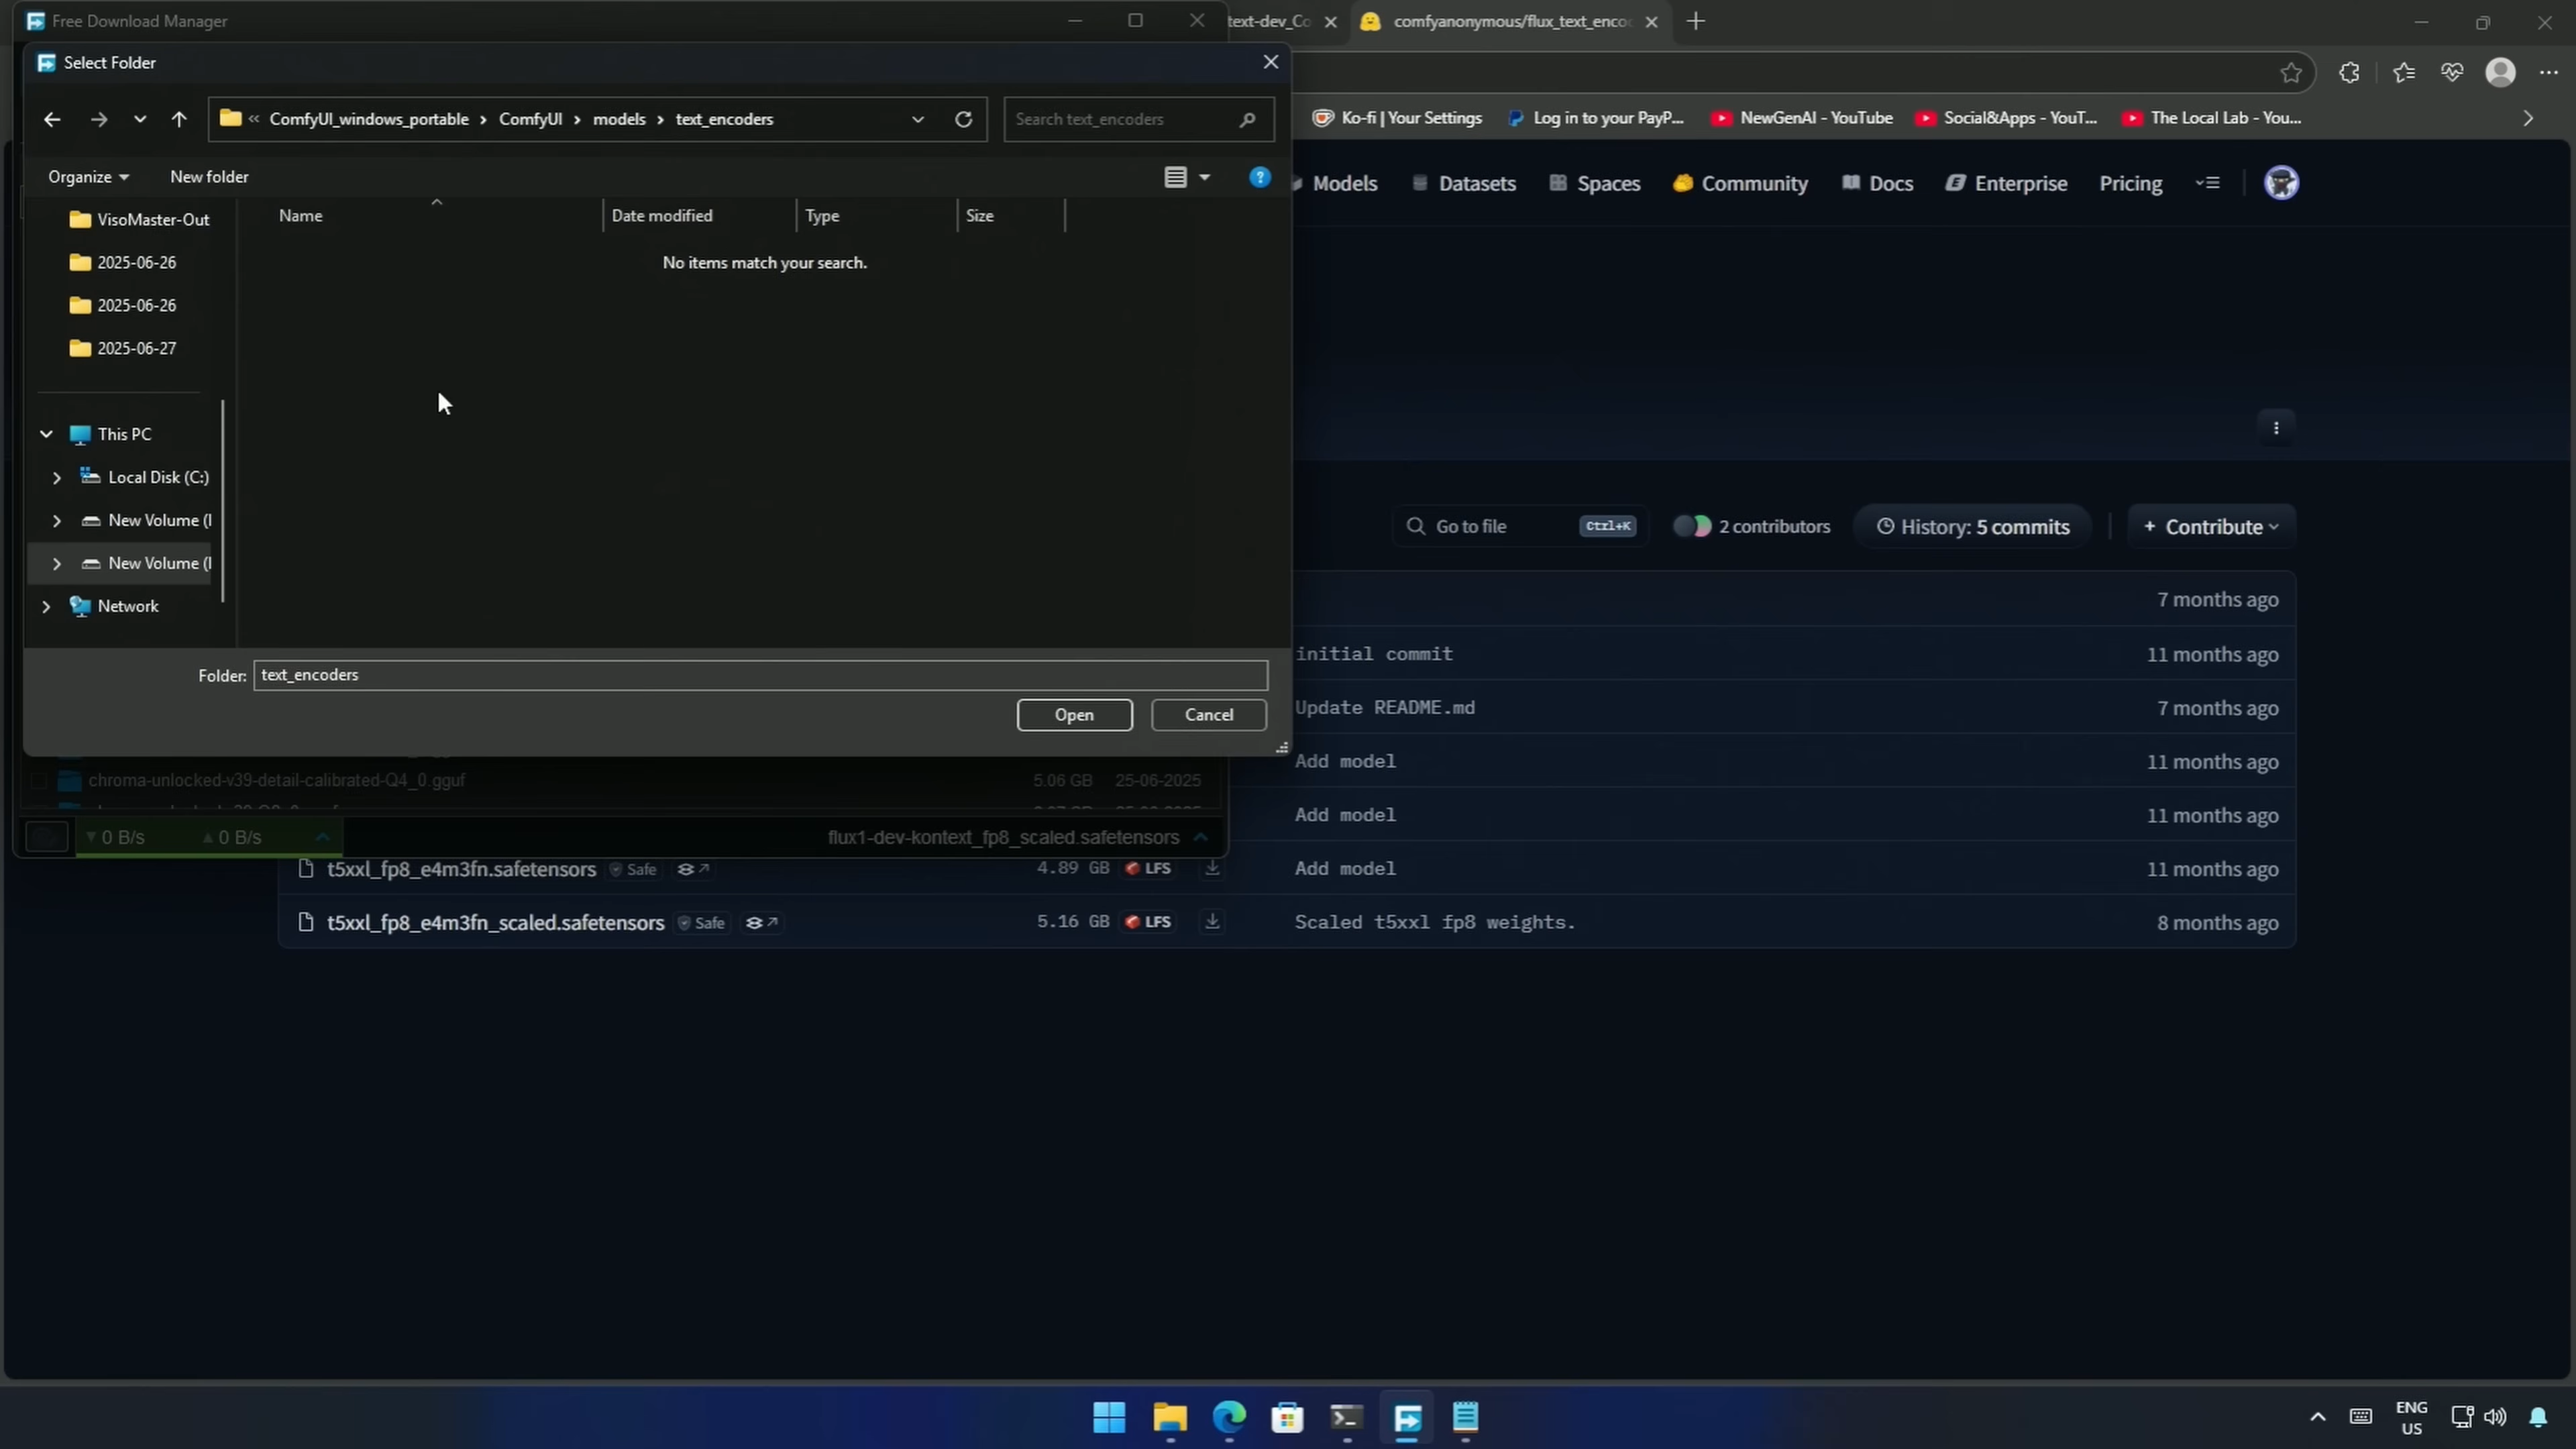 Free Download Manager
text-dev_Co
comfyanonymous/flux_text_enco
Select Folder
« ComfyUI_windows_portable › ComfyUI › models › text_encoders
Search text_encoders
Ko-fi | Your Settings
Log in to your PayP...
NewGenAI - YouTube
Social&Apps - YouT...
The Local Lab - You...
Organize
New folder
Models
Datasets
Spaces
Community
Docs
Enterprise
Pricing
Name
Date modified
Type
Size
No items match your search.
VisoMaster-Out
2025-06-26
2025-06-26
2025-06-27
This PC
Local Disk (C:)
New Volume (
New Volume (
Network
Go to file
Ctrl+K
2 contributors
History: 5 commits
+ Contribute
7 months ago
initial commit
11 months ago
Folder:
text_encoders
Open
Cancel
Update README.md
7 months ago
Add model
11 months ago
chroma-unlocked-v39-detail-calibrated-Q4_0.gguf
5.06 GB
25-06-2025
Add model
11 months ago
0 B/s
0 B/s
flux1-dev-kontext_fp8_scaled.safetensors
t5xxl_fp8_e4m3fn.safetensors
Safe
4.89 GB
LFS
Add model
11 months ago
t5xxl_fp8_e4m3fn_scaled.safetensors
Safe
5.16 GB
LFS
Scaled t5xxl fp8 weights.
8 months ago
ENG
US